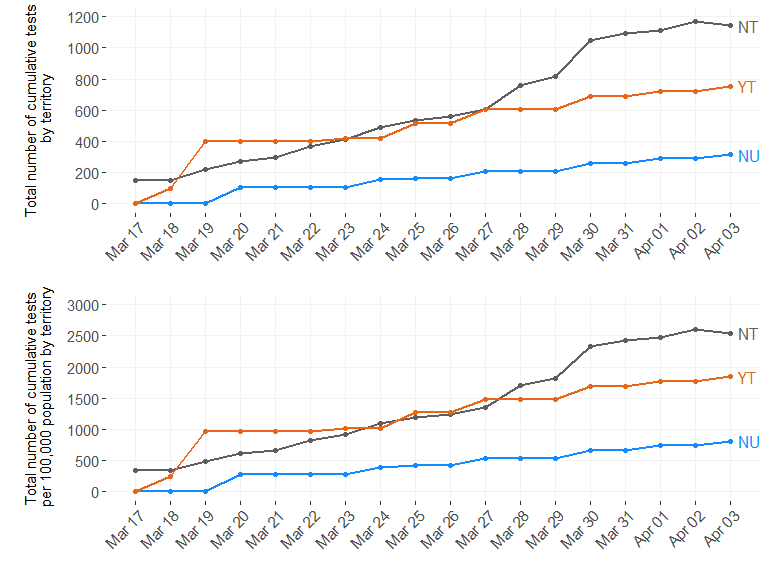 Total number of cumulative tests
by territory
1200
1000
800
600
400
200
0
NT
YT
NU
Mar 17
Mar 18
Mar 19
Mar 20
Mar 21
Mar 22
Mar 23
Mar 24
Mar 25
Mar 26
Mar 27
Mar 28
Mar 29
Mar 30
Mar 31
Apr 01
Apr 02
Apr 03
Total number of cumulative tests
per 100,000 population by territory
3000
2500
2000
1500
1000
500
0
NT
YT
NU
Mar 17
Mar 18
Mar 19
Mar 20
Mar 21
Mar 22
Mar 23
Mar 24
Mar 25
Mar 26
Mar 27
Mar 28
Mar 29
Mar 30
Mar 31
Apr 01
Apr 02
Apr 03